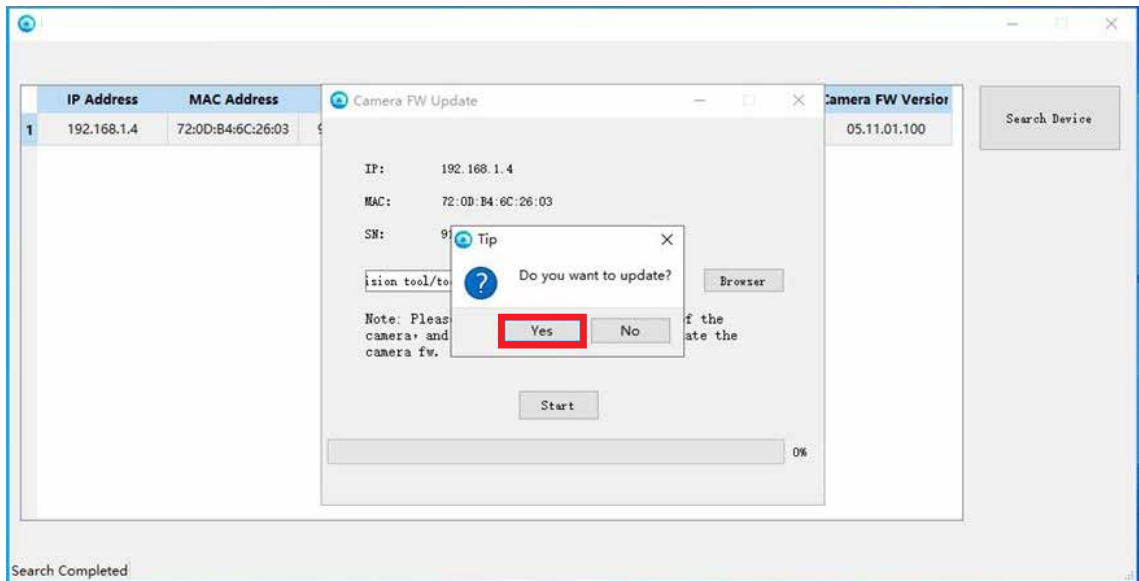 IP Address MAC Address Camera FW Version
1 192.168.1.4 72:0D:B4:6C:26:03 9 05.11.01.100
Search Device
Camera FW Update
IP: 192.168.1.4
MAC: 72:0D:B4:6C:26:03
SN: 91
Tip
Do you want to update?
Yes No
ision tool/to Browser
Note: Pleas f the
camera, and ate the
camera fw.
Start
0%
Search Completed